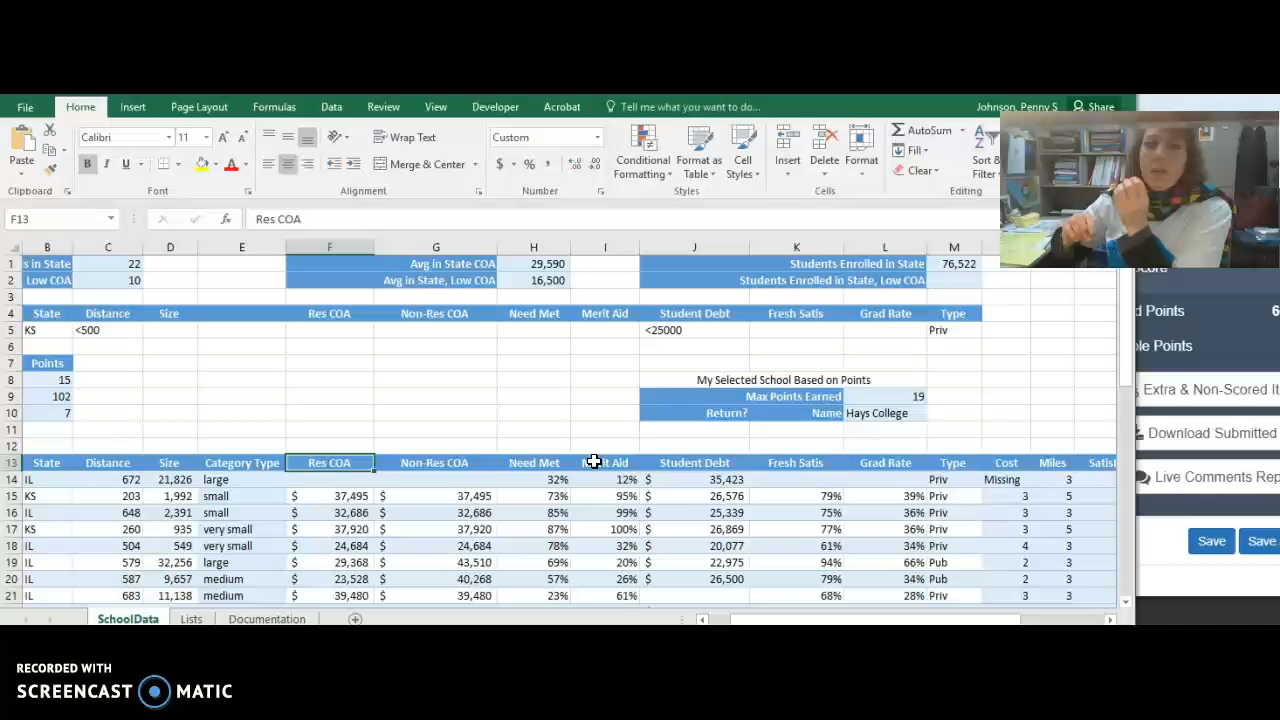 File Home Insert Page Layout Formulas Data Review View Developer Acrobat Tell me what you want to do... Johnson, Penny S Share
Calibri 11 Wrap Text Custom AutoSum
Paste B I U Merge & Center $ % Conditional Formatting Format as Table Cell Styles Insert Delete Format Fill Clear Sort &
Clipboard Font Alignment Number Styles Cells Editing
F13 fx Res COA
B C D E F G H I J K L M
1 s in State 22 Avg in State COA 29,590 Students Enrolled in State 76,522
2 Low COA 10 Avg in State, Low COA 16,500 Students Enrolled in State, Low COA
3
4 State Distance Size Res COA Non-Res COA Need Met Merit Aid Student Debt Fresh Satis Grad Rate Type
5 KS <500 <25000 Priv
6
7 Points
8 15 My Selected School Based on Points
9 102 Max Points Earned 19
10 7 Return? Name Hays College
11
12
13 State Distance Size Category Type Res COA Non-Res COA Need Met Aid Student Debt Fresh Satis Grad Rate Type Cost Miles Satis
14 IL 672 21,826 large 32% 12% $ 35,423 Priv Missing 3
15 KS 203 1,992 small $ 37,495 $ 37,495 73% 95% $ 26,576 79% 39% Priv 3 5
16 IL 648 2,391 small $ 32,686 $ 32,686 85% 99% $ 25,339 75% 36% Priv 3 3
17 KS 260 935 very small $ 37,920 $ 37,920 87% 100% $ 26,869 77% 36% Priv 3 5
18 IL 504 549 very small $ 24,684 $ 24,684 78% 32% $ 20,077 61% 34% Priv 4 3
19 IL 579 32,256 large $ 29,368 $ 43,510 69% 20% $ 22,975 94% 66% Pub 2 3
20 IL 587 9,657 medium $ 23,528 $ 40,268 57% 26% $ 26,500 79% 34% Pub 2 3
21 IL 683 11,138 medium $ 39,480 $ 39,480 23% 61% 68% 28% Priv 3 3
SchoolData Lists Documentation
d Points 6
ble Points
Extra & Non-Scored It
Download Submitted
Live Comments Rep
Save Save
RECORDED WITH
SCREENCAST MATIC